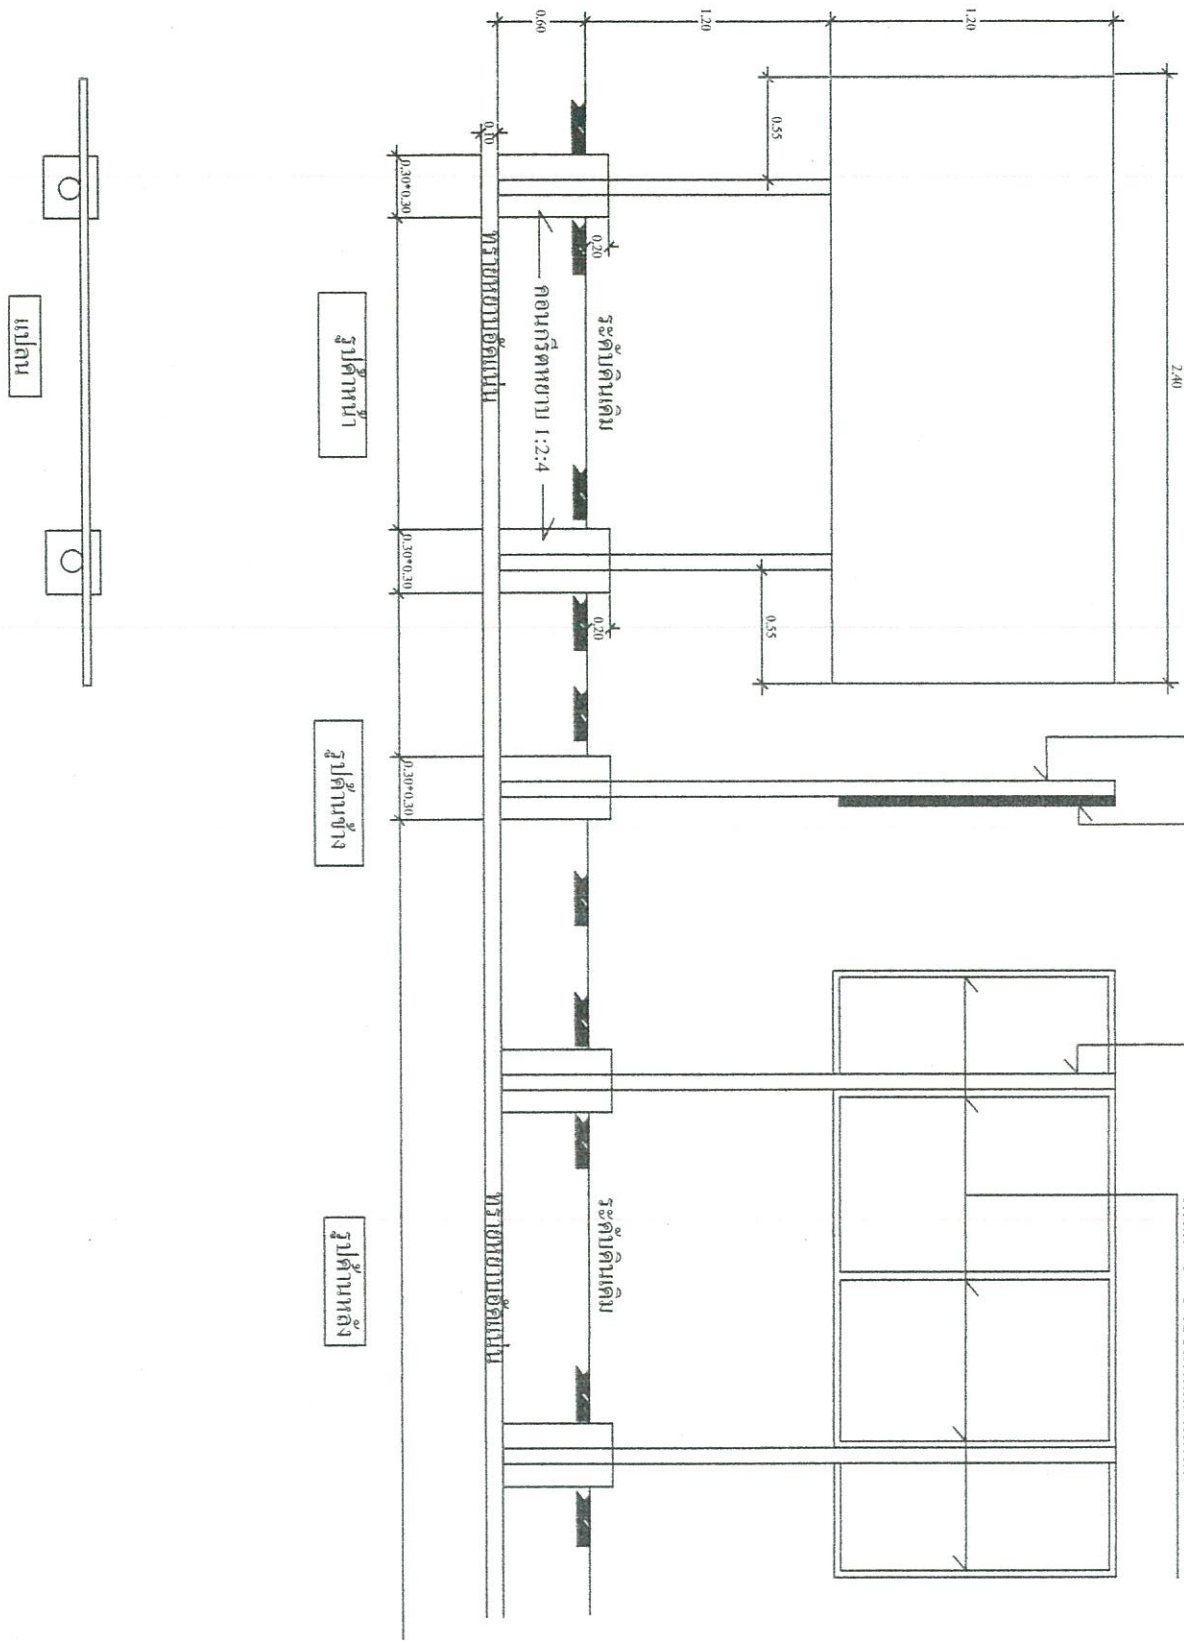 2.40
1.20
1.20
0.60
0.55
0.55
0.20
0.20
ระดับดินเดิม
ระดับดินเดิม
คอนกรีตหยาบ 1:2:4
0.10
ทรายหยาบอัดแน่น
ทรายหยาบอัดแน่น
0.30*0.30
0.30*0.30
0.30*0.30
รูปด้านหน้า
รูปด้านข้าง
รูปด้านหลัง
แปลน